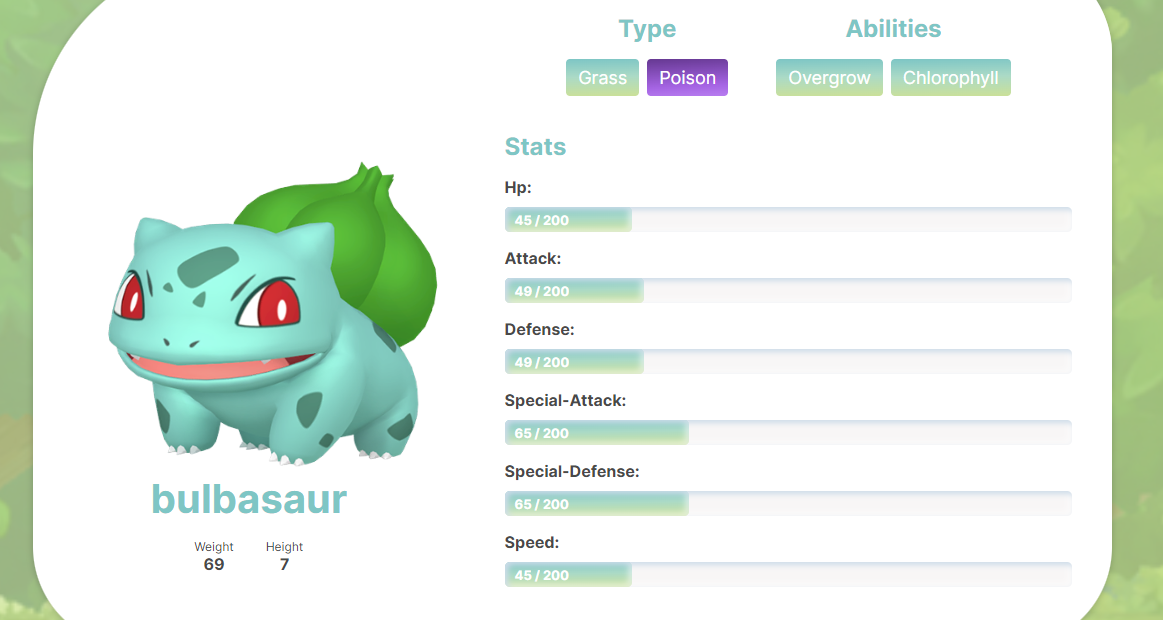 Type
Grass Poison
Abilities
Overgrow Chlorophyll
Stats
Hp:
45 / 200
Attack:
49 / 200
Defense:
49 / 200
Special-Attack:
65 / 200
Special-Defense:
65 / 200
Speed:
45 / 200
bulbasaur
Weight
69
Height
7